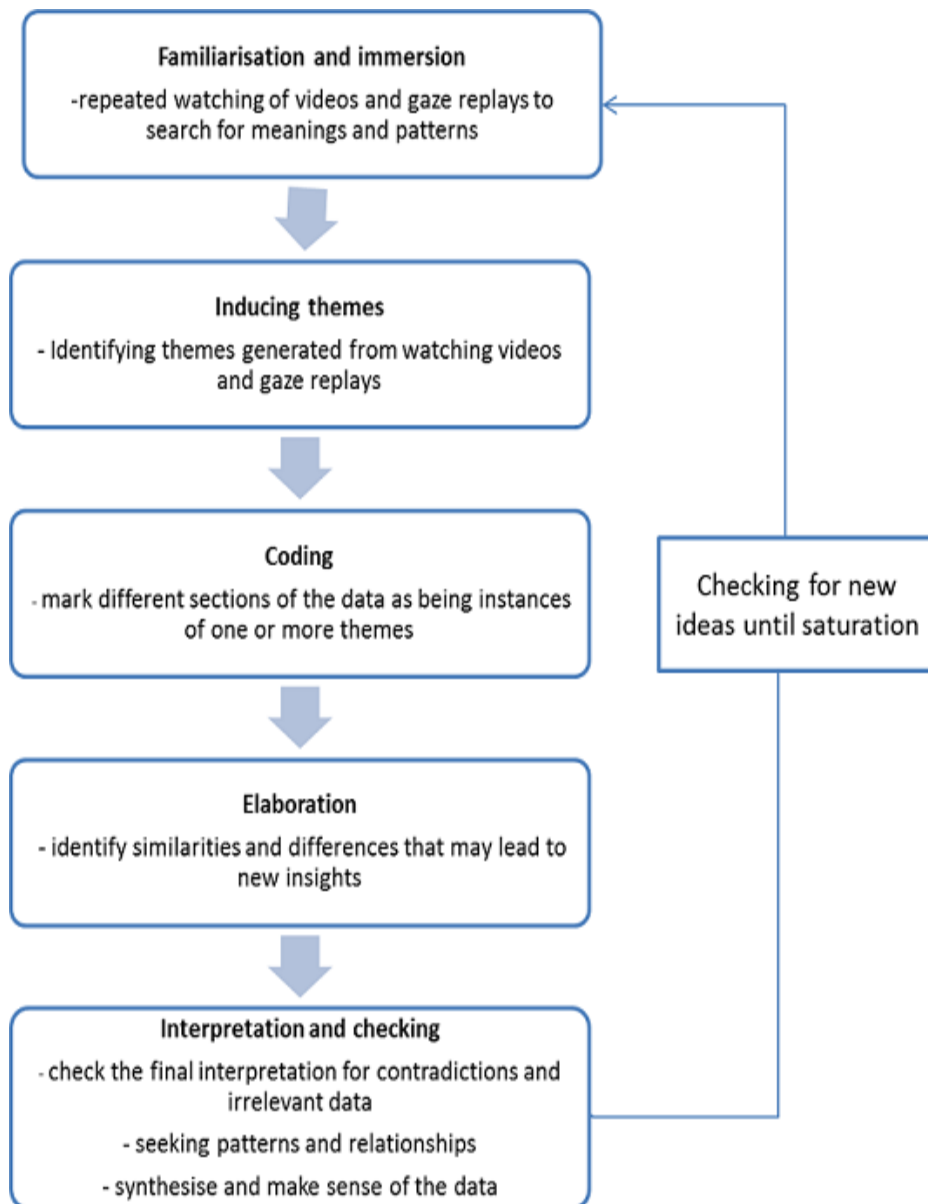 Familiarisation and immersion
-repeated watching of videos and gaze replays to
search for meanings and patterns
Inducing themes
- Identifying themes generated from watching videos
and gaze replays
Coding
- mark different sections of the data as being instances
of one or more themes
Checking for new
ideas until saturation
Elaboration
- identify similarities and differences that may lead to
new insights
Interpretation and checking
- check the final interpretation for contradictions and
irrelevant data
- seeking patterns and relationships
- synthesise and make sense of the data